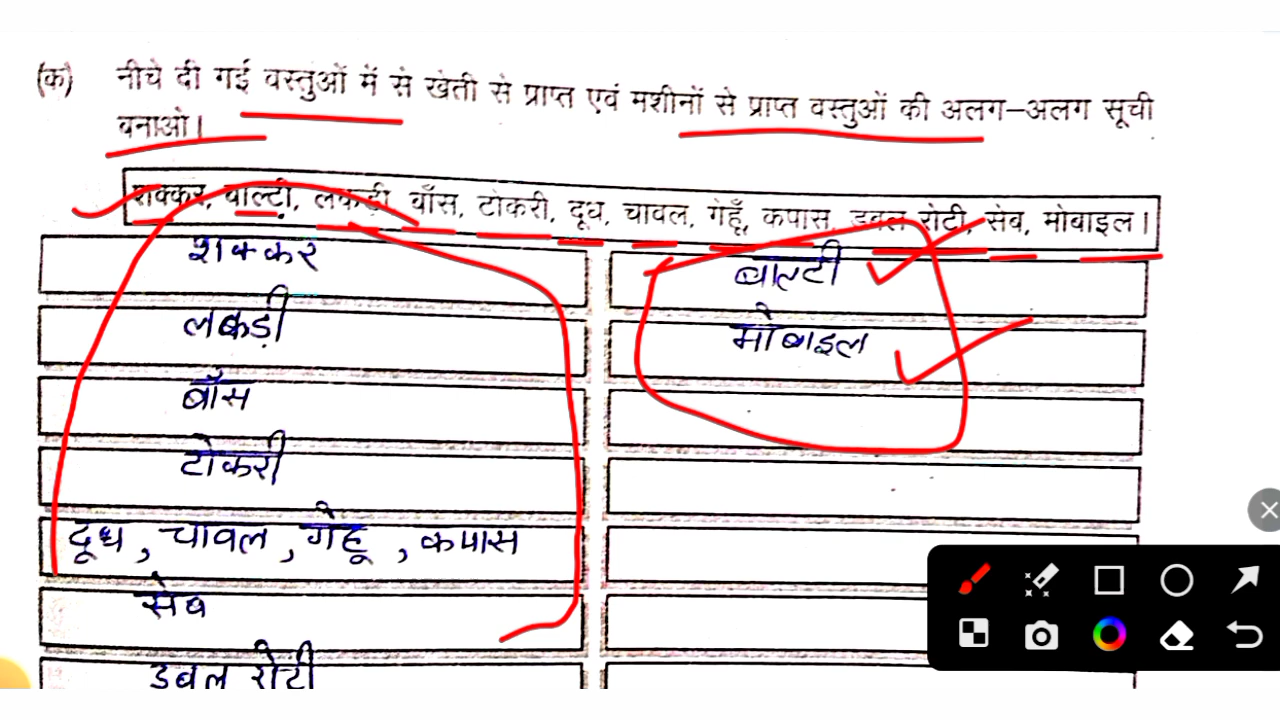 (क) नीचे दी गई वस्तुओं में से खेती से प्राप्त एवं मशीनों से प्राप्त वस्तुओं की अलग-अलग सूची
बनाओ।
शक्कर, बाल्टी, लकड़ी, बाँस, टोकरी, दूध, चावल, गेहूँ, कपास, डबल रोटी, सेब, मोबाइल।
शक्कर
बाल्टी
लकड़ी
मोबाइल
बाँस
टोकरी
दूध, चावल, गेहू, कपास
सेब
डबल रोटी